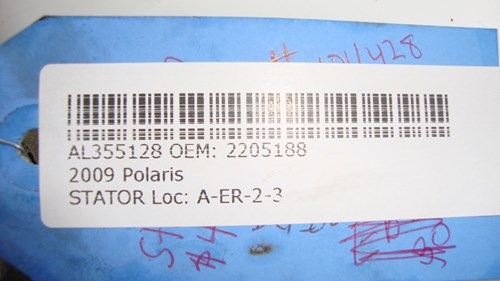 AL355128 OEM: 2205188
2009 Polaris
STATOR Loc: A-ER-2-3